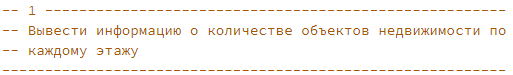 -- 1 --------------------------------------------------------
-- Вывести информацию о количестве объектов недвижимости по
-- каждому этажу
-------------------------------------------------------------